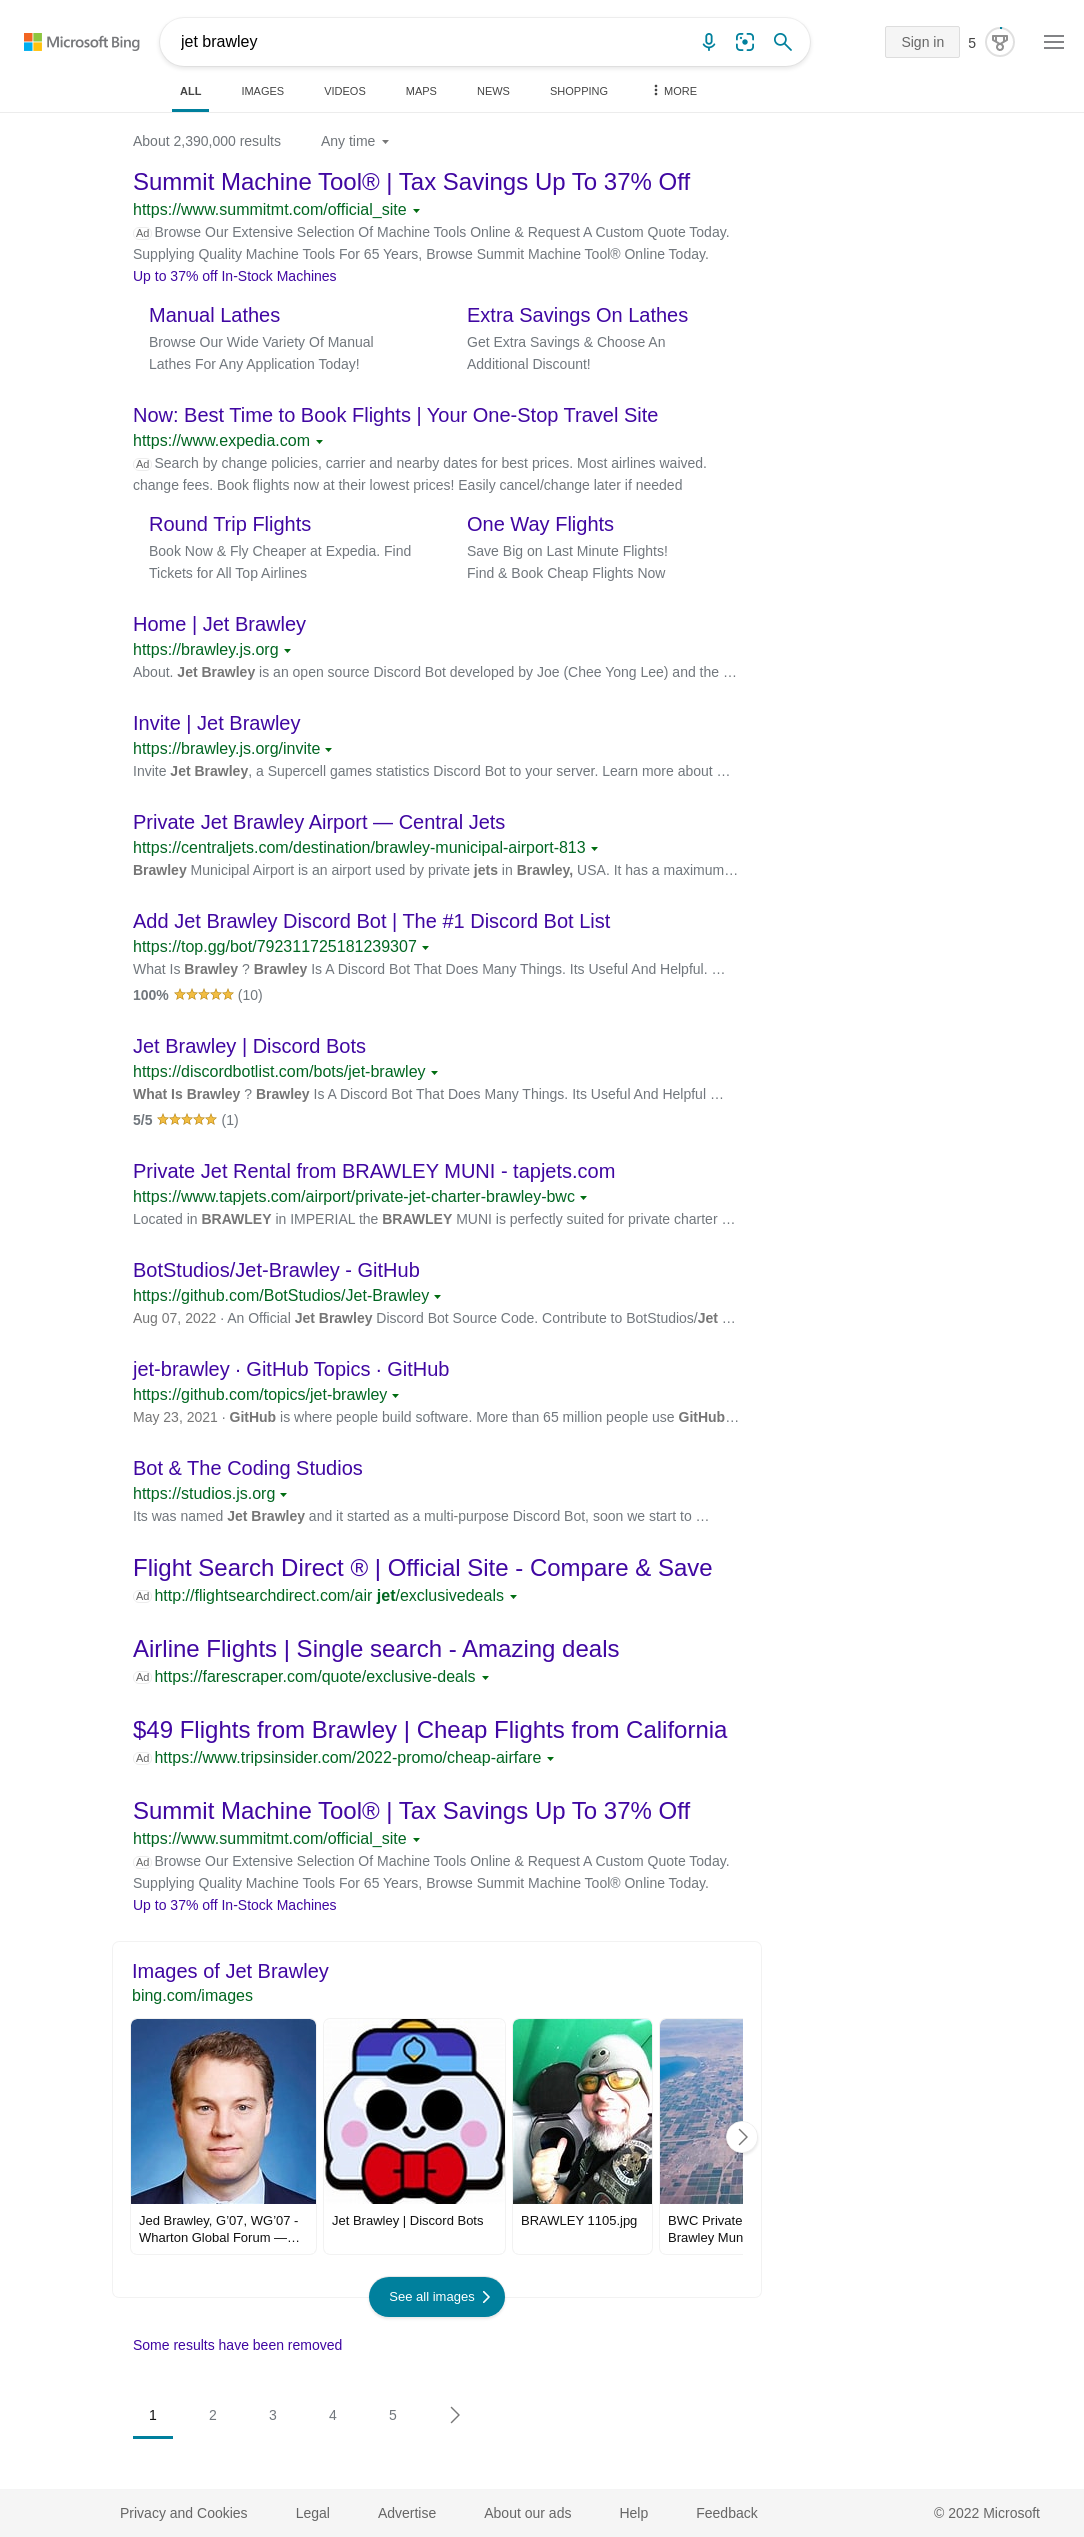 Microsoft Bing
jet brawley
Sign in
5
ALL
IMAGES
VIDEOS
MAPS
NEWS
SHOPPING
MORE
About 2,390,000 results
Any time
Summit Machine Tool® | Tax Savings Up To 37% Off
https://www.summitmt.com/official_site
Ad Browse Our Extensive Selection Of Machine Tools Online & Request A Custom Quote Today.
Supplying Quality Machine Tools For 65 Years, Browse Summit Machine Tool® Online Today.
Up to 37% off In-Stock Machines
Manual Lathes
Browse Our Wide Variety Of Manual
Lathes For Any Application Today!
Extra Savings On Lathes
Get Extra Savings & Choose An
Additional Discount!
Now: Best Time to Book Flights | Your One-Stop Travel Site
https://www.expedia.com
Ad Search by change policies, carrier and nearby dates for best prices. Most airlines waived.
change fees. Book flights now at their lowest prices! Easily cancel/change later if needed
Round Trip Flights
Book Now & Fly Cheaper at Expedia. Find
Tickets for All Top Airlines
One Way Flights
Save Big on Last Minute Flights!
Find & Book Cheap Flights Now
Home | Jet Brawley
https://brawley.js.org
About. Jet Brawley is an open source Discord Bot developed by Joe (Chee Yong Lee) and the …
Invite | Jet Brawley
https://brawley.js.org/invite
Invite Jet Brawley, a Supercell games statistics Discord Bot to your server. Learn more about …
Private Jet Brawley Airport — Central Jets
https://centraljets.com/destination/brawley-municipal-airport-813
Brawley Municipal Airport is an airport used by private jets in Brawley, USA. It has a maximum…
Add Jet Brawley Discord Bot | The #1 Discord Bot List
https://top.gg/bot/792311725181239307
What Is Brawley ? Brawley Is A Discord Bot That Does Many Things. Its Useful And Helpful. …
100% (10)
Jet Brawley | Discord Bots
https://discordbotlist.com/bots/jet-brawley
What Is Brawley ? Brawley Is A Discord Bot That Does Many Things. Its Useful And Helpful …
5/5 (1)
Private Jet Rental from BRAWLEY MUNI - tapjets.com
https://www.tapjets.com/airport/private-jet-charter-brawley-bwc
Located in BRAWLEY in IMPERIAL the BRAWLEY MUNI is perfectly suited for private charter …
BotStudios/Jet-Brawley - GitHub
https://github.com/BotStudios/Jet-Brawley
Aug 07, 2022 · An Official Jet Brawley Discord Bot Source Code. Contribute to BotStudios/Jet …
jet-brawley · GitHub Topics · GitHub
https://github.com/topics/jet-brawley
May 23, 2021 · GitHub is where people build software. More than 65 million people use GitHub…
Bot & The Coding Studios
https://studios.js.org
Its was named Jet Brawley and it started as a multi-purpose Discord Bot, soon we start to …
Flight Search Direct ® | Official Site - Compare & Save
Ad http://flightsearchdirect.com/air jet/exclusivedeals
Airline Flights | Single search - Amazing deals
Ad https://farescraper.com/quote/exclusive-deals
$49 Flights from Brawley | Cheap Flights from California
Ad https://www.tripsinsider.com/2022-promo/cheap-airfare
Summit Machine Tool® | Tax Savings Up To 37% Off
https://www.summitmt.com/official_site
Ad Browse Our Extensive Selection Of Machine Tools Online & Request A Custom Quote Today.
Supplying Quality Machine Tools For 65 Years, Browse Summit Machine Tool® Online Today.
Up to 37% off In-Stock Machines
Images of Jet Brawley
bing.com/images
Jed Brawley, G'07, WG'07 -
Wharton Global Forum —…
Jet Brawley | Discord Bots
BRAWLEY 1105.jpg
BWC Private
Brawley Mun
See all images
Some results have been removed
1
2
3
4
5
Privacy and Cookies
Legal
Advertise
About our ads
Help
Feedback
© 2022 Microsoft